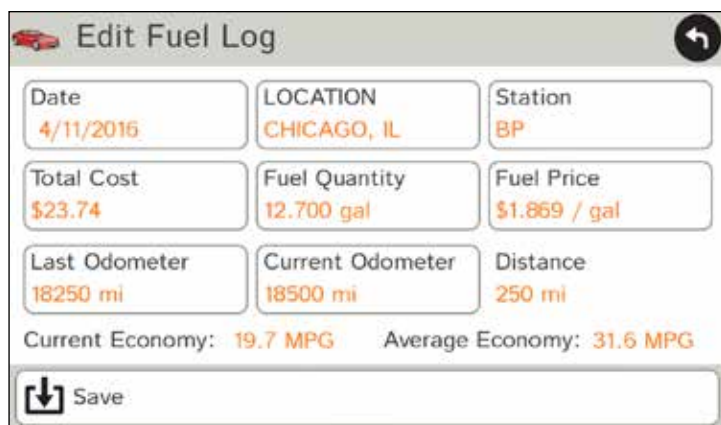 Edit Fuel Log
Date LOCATION Station
4/11/2016 CHICAGO, IL BP
Total Cost Fuel Quantity Fuel Price
$23.74 12.700 gal $1.869 / gal
Last Odometer Current Odometer Distance
18250 mi 18500 mi 250 mi
Current Economy: 19.7 MPG Average Economy: 31.6 MPG
Save